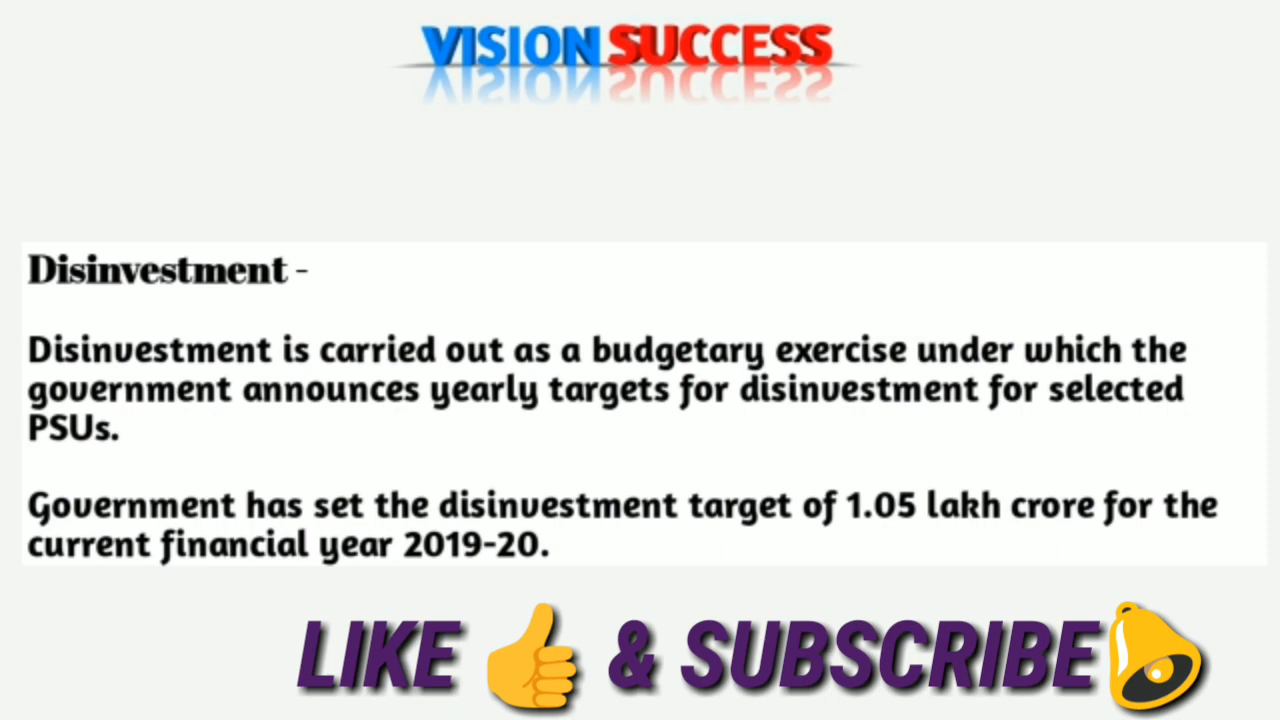 VISION SUCCESS
Disinvestment -
Disinvestment is carried out as a budgetary exercise under which the
government announces yearly targets for disinvestment for selected
PSUs.
Government has set the disinvestment target of 1.05 lakh crore for the
current financial year 2019-20.
LIKE 👍 & SUBSCRIBE 🔔